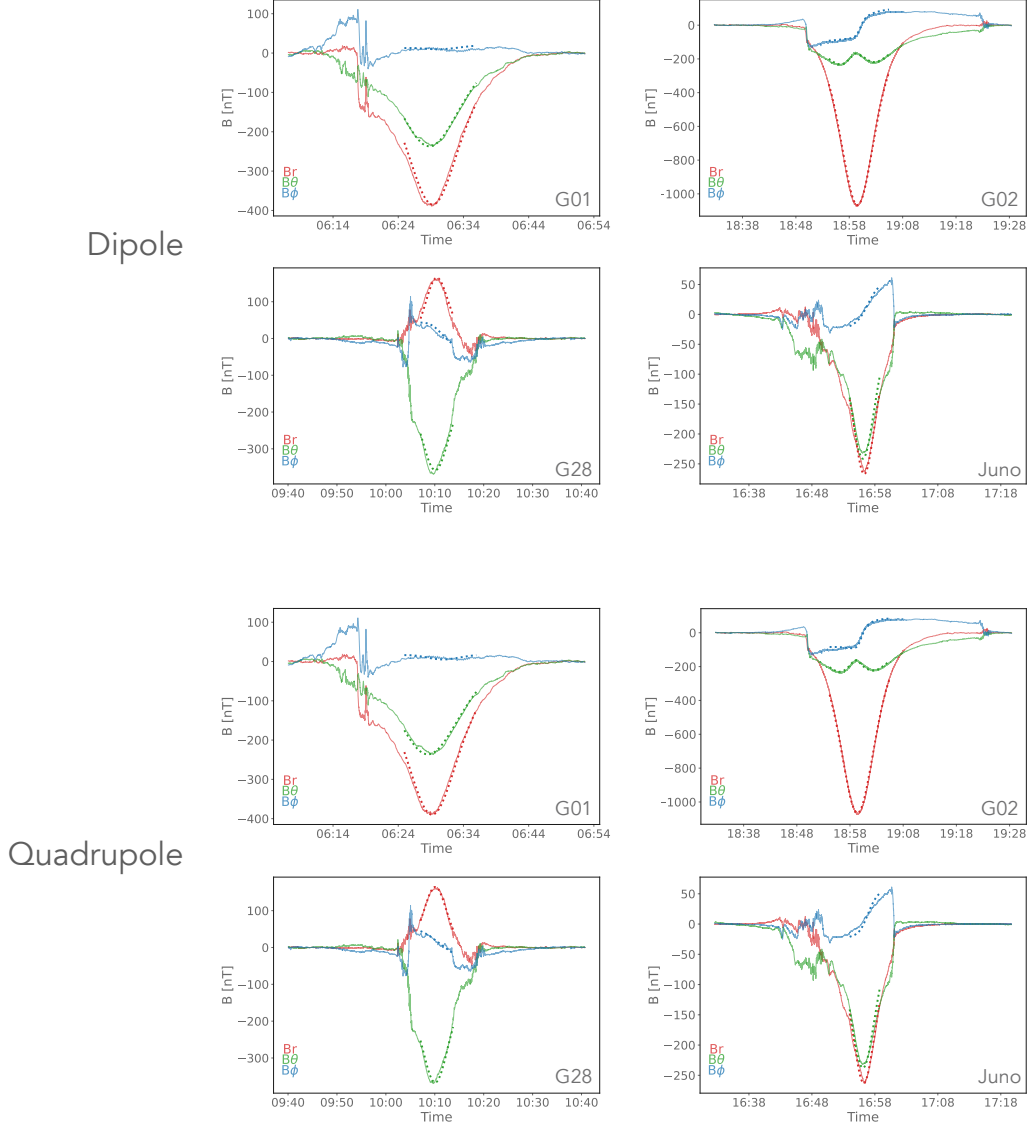 Dipole
0
−100
−200
−300
−400
B [nT]
Br
Bθ
Bϕ
G01
06:14 06:24 06:34 06:44 06:54
Time
0
−200
−400
−600
−800
-1000
B [nT]
Br
Bθ
Bϕ
G02
18:38 18:48 18:58 19:08 19:18 19:28
Time
100
0
−100
−200
−300
B [nT]
Br
Bθ
Bϕ
G28
09:40 09:50 10:00 10:10 10:20 10:30 10:40
Time
50
0
−50
−100
−150
−200
−250
B [nT]
Br
Bθ
Bϕ
Juno
16:38 16:48 16:58 17:08 17:18
Time
Quadrupole
100
0
−100
−200
−300
−400
B [nT]
Br
Bθ
Bϕ
G01
06:14 06:24 06:34 06:44 06:54
Time
0
−200
−400
−600
−800
-1000
B [nT]
Br
Bθ
Bϕ
G02
18:38 18:48 18:58 19:08 19:18 19:28
Time
100
0
−100
−200
−300
B [nT]
Br
Bθ
Bϕ
G28
09:40 09:50 10:00 10:10 10:20 10:30 10:40
Time
50
0
−50
−100
−150
−200
−250
B [nT]
Br
Bθ
Bϕ
Juno
16:38 16:48 16:58 17:08 17:18
Time